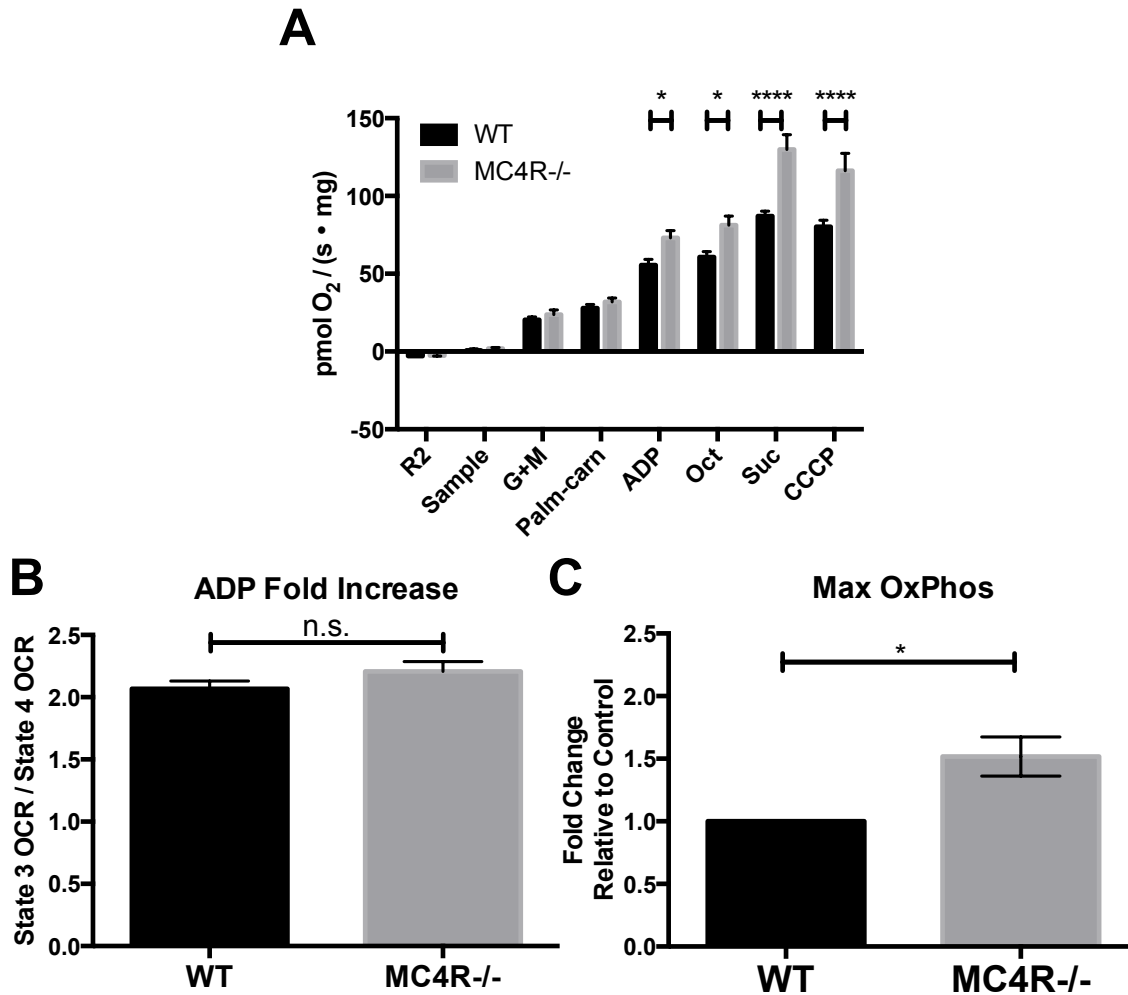 A
* * **** ****
WT
MC4R-/-
pmol O2 / (s • mg)
150
100
50
0
-50
R2
Sample
G+M
Palm-carn
ADP
Oct
Suc
CCCP
B
ADP Fold Increase
n.s.
State 3 OCR / State 4 OCR
2.5
2.0
1.5
1.0
0.5
0.0
WT
MC4R-/-
C
Max OxPhos
*
Fold Change
Relative to Control
2.5
2.0
1.5
1.0
0.5
0.0
WT
MC4R-/-